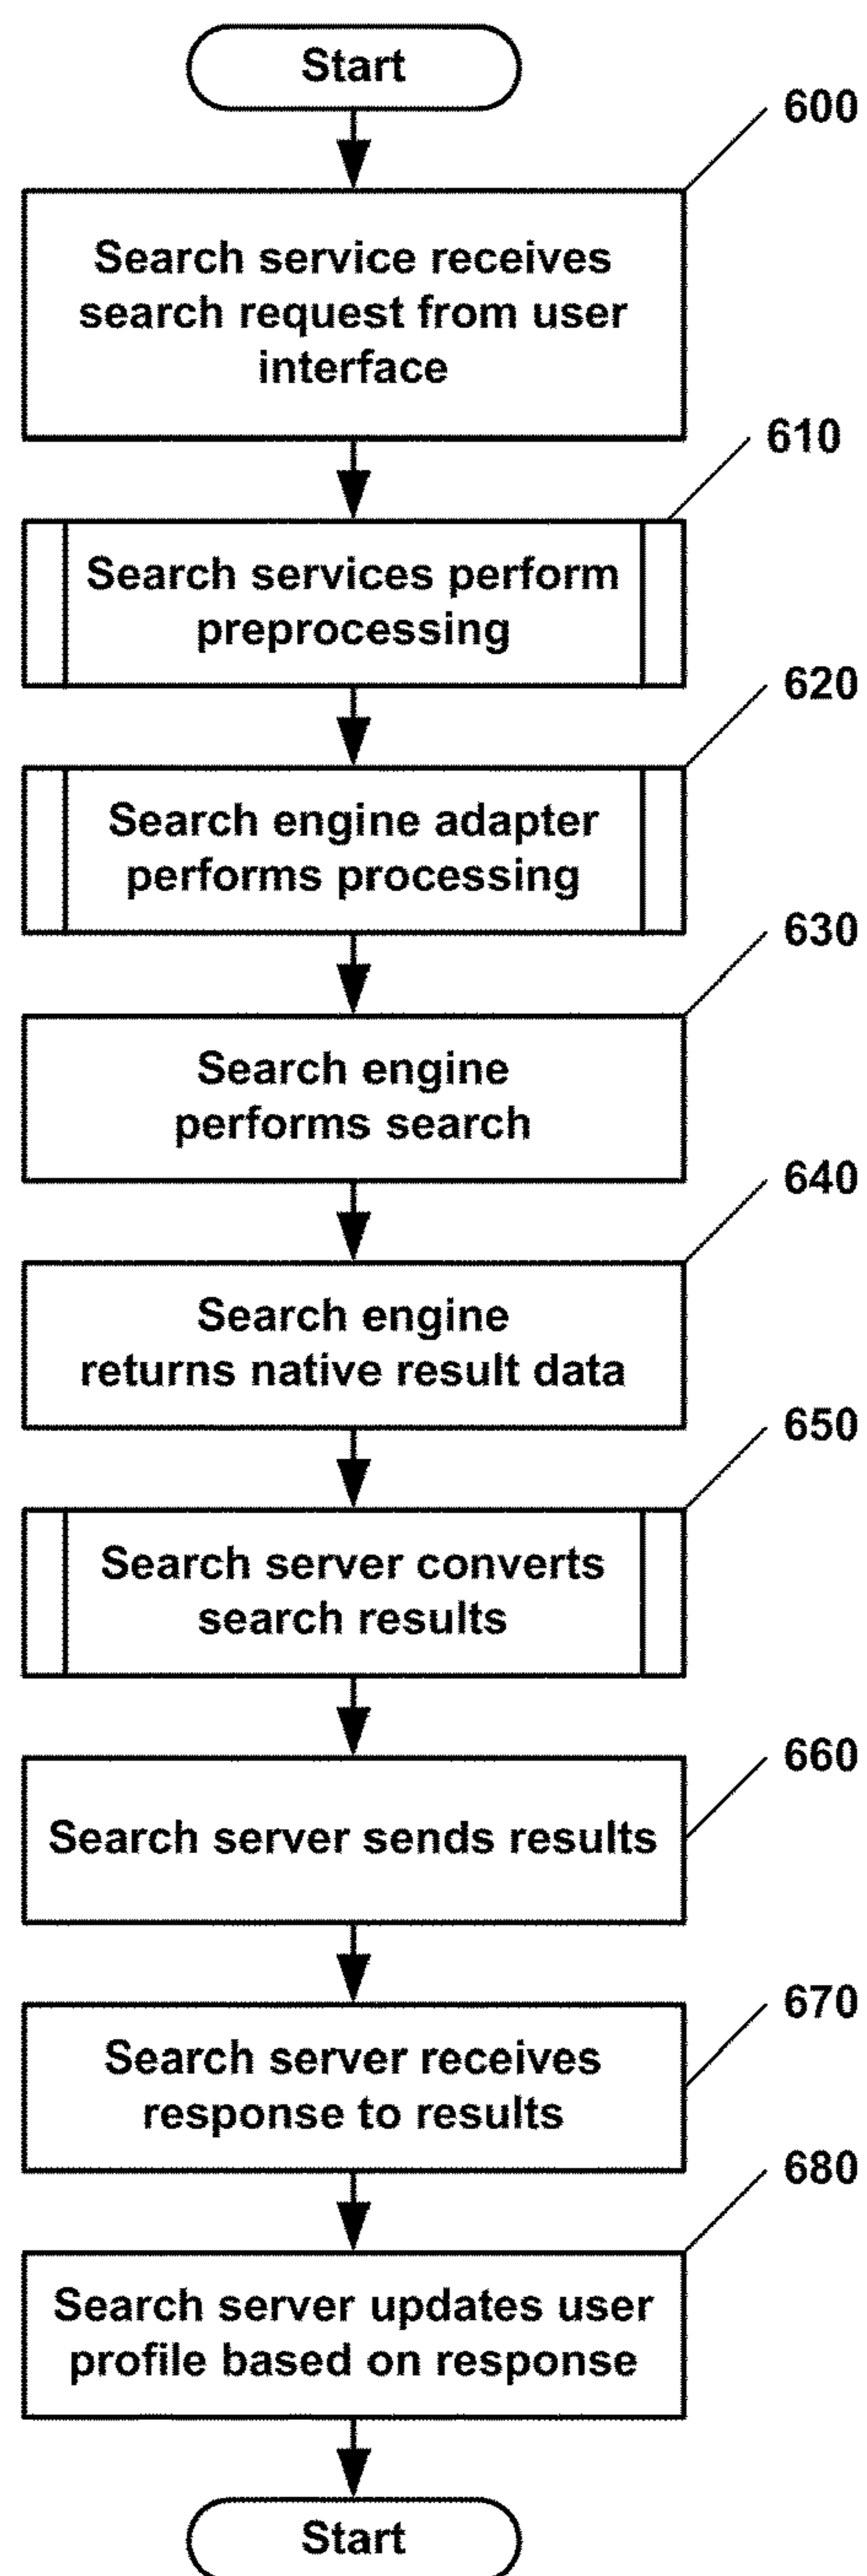 Start
600
Search service receives
search request from user
interface
610
Search services perform
preprocessing
620
Search engine adapter
performs processing
630
Search engine
performs search
640
Search engine
returns native result data
650
Search server converts
search results
660
Search server sends results
670
Search server receives
response to results
680
Search server updates user
profile based on response
Start